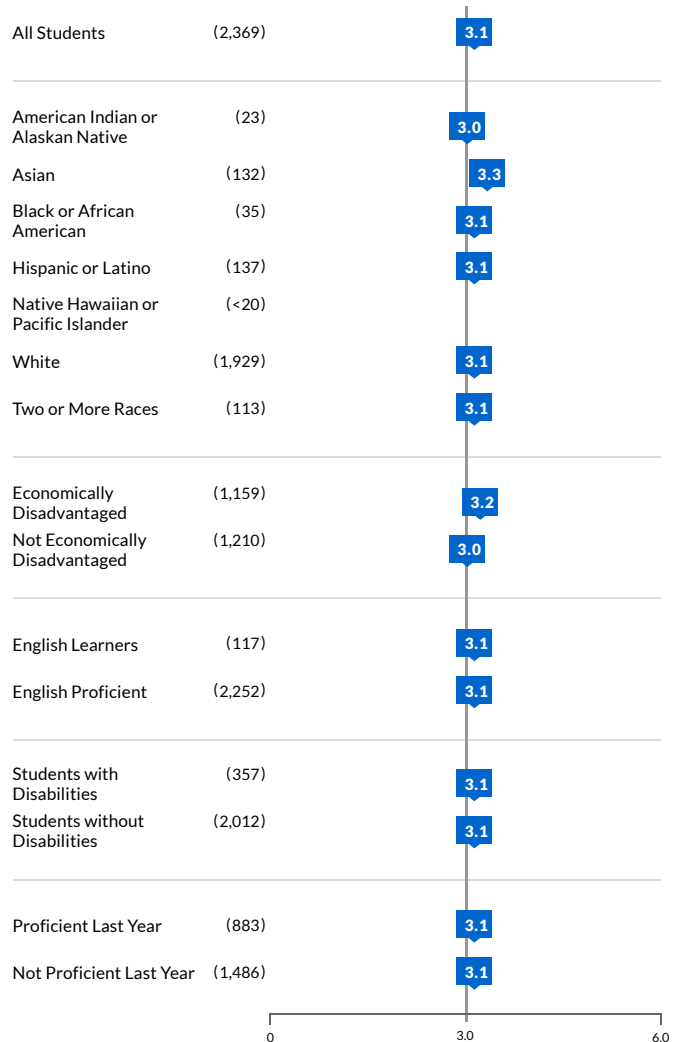 All Students (2,369) 3.1
American Indian or (23)
Alaskan Native 3.0
Asian (132) 3.3
Black or African (35)
American 3.1
Hispanic or Latino (137) 3.1
Native Hawaiian or (<20)
Pacific Islander
White (1,929) 3.1
Two or More Races (113) 3.1
Economically (1,159)
Disadvantaged 3.2
Not Economically (1,210)
Disadvantaged 3.0
English Learners (117) 3.1
English Proficient (2,252) 3.1
Students with (357)
Disabilities 3.1
Students without (2,012)
Disabilities 3.1
Proficient Last Year (883) 3.1
Not Proficient Last Year (1,486) 3.1
0 3.0 6.0